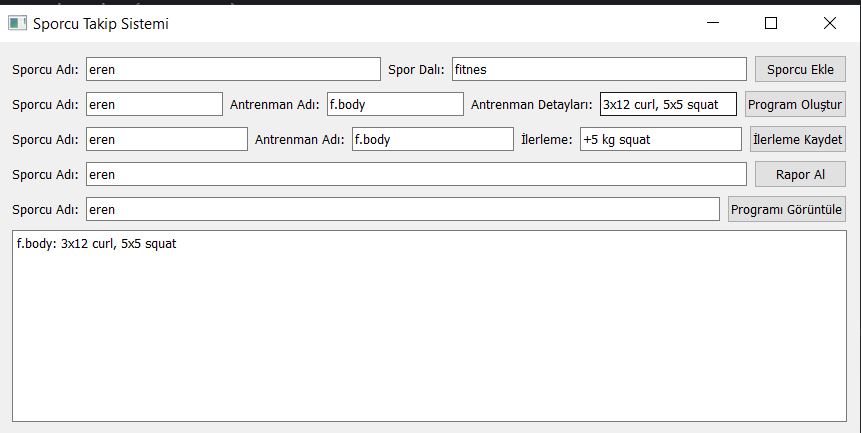 Sporcu Takip Sistemi
Sporcu Adı: eren Spor Dalı: fitnes Sporcu Ekle
Sporcu Adı: eren Antrenman Adı: f.body Antrenman Detayları: 3x12 curl, 5x5 squat Program Oluştur
Sporcu Adı: eren Antrenman Adı: f.body İlerleme: +5 kg squat İlerleme Kaydet
Sporcu Adı: eren Rapor Al
Sporcu Adı: eren Programı Görüntüle
f.body: 3x12 curl, 5x5 squat